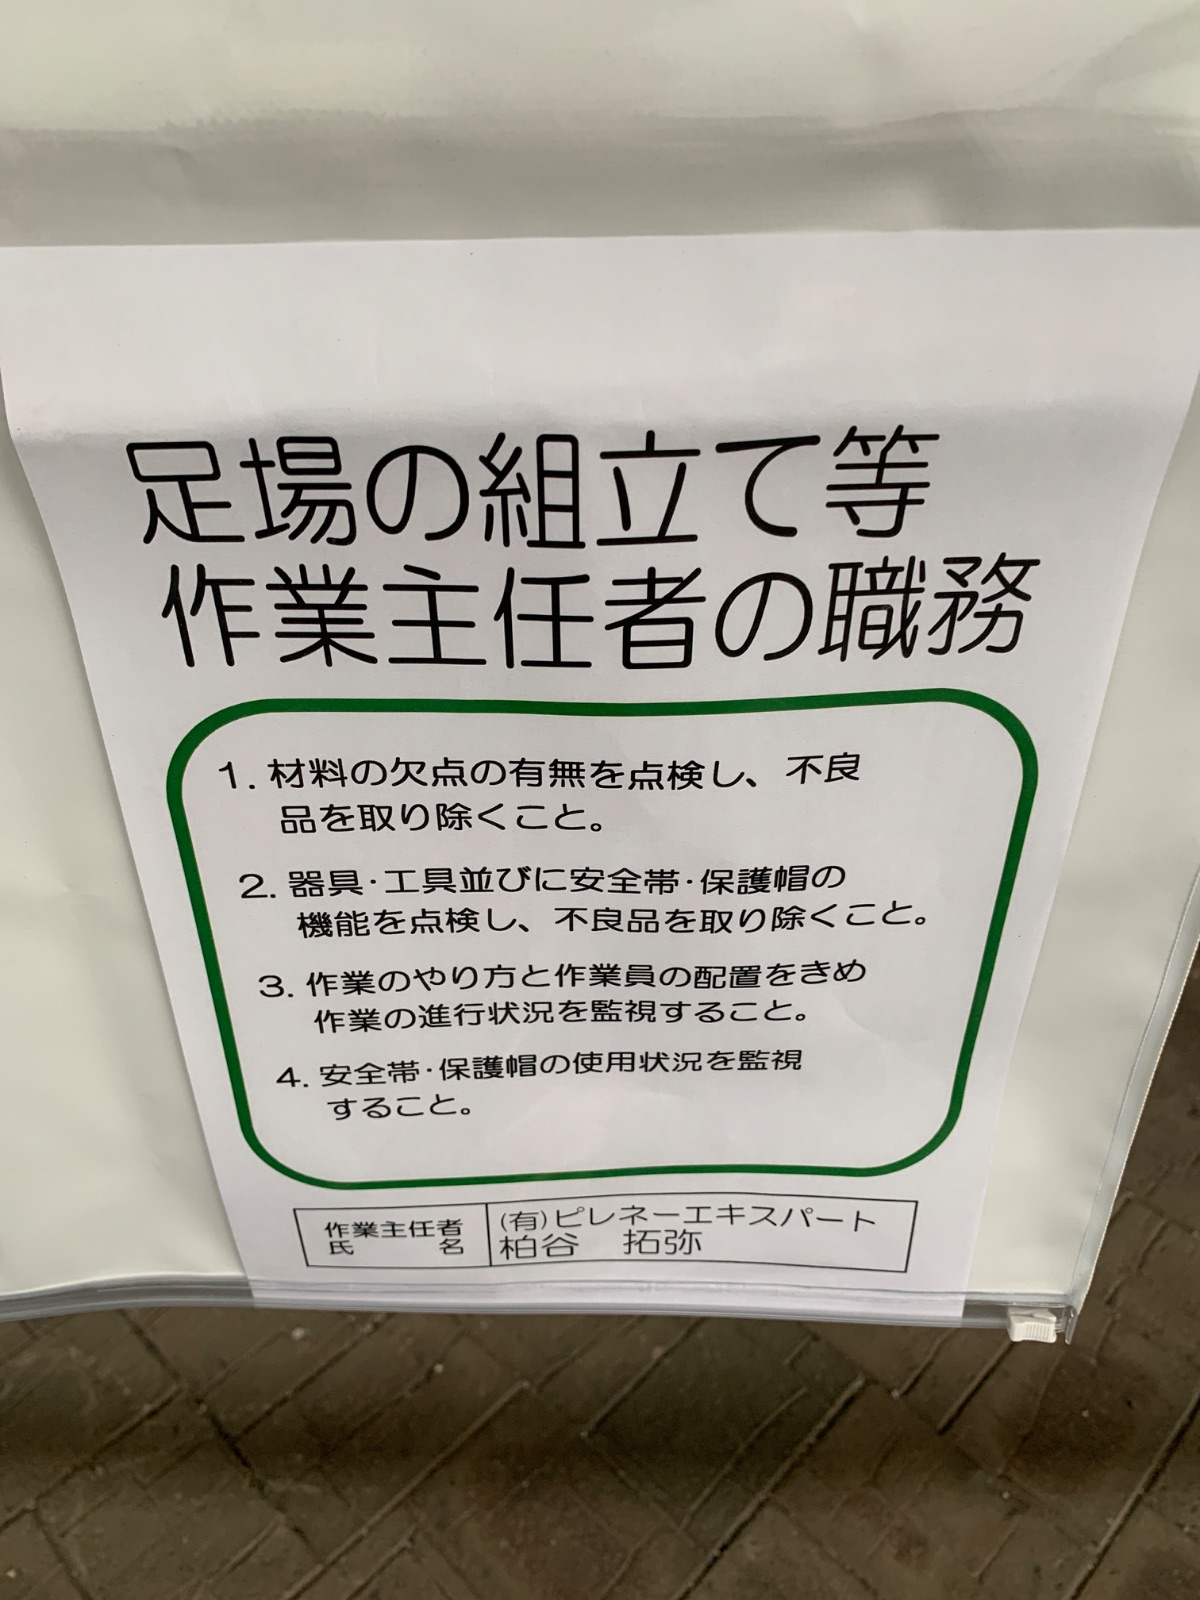 足場の組立て等
作業主任者の職務
1. 材料の欠点の有無を点検し、不良
品を取り除くこと。
2. 器具・工具並びに安全帯・保護帽の
機能を点検し、不良品を取り除くこと。
3. 作業のやり方と作業員の配置をきめ
作業の進行状況を監視すること。
4. 安全帯・保護帽の使用状況を監視
すること。
作業主任者
氏 名
(有)ピレネーエキスパート
柏谷 拓弥